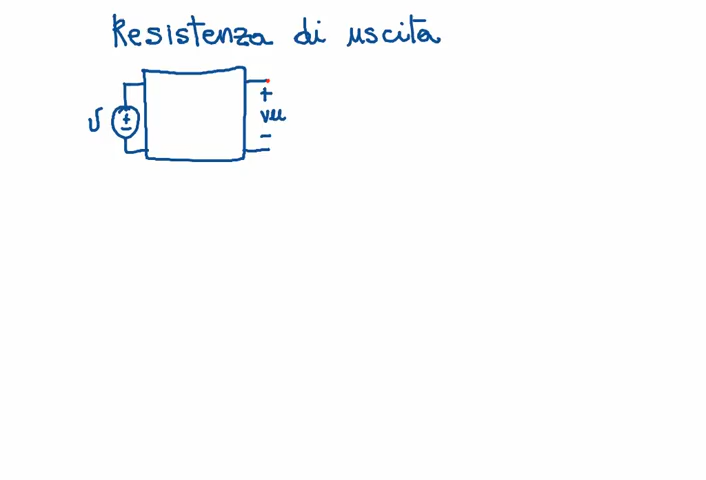 Resistenza di uscita
+
v + vu
-
-